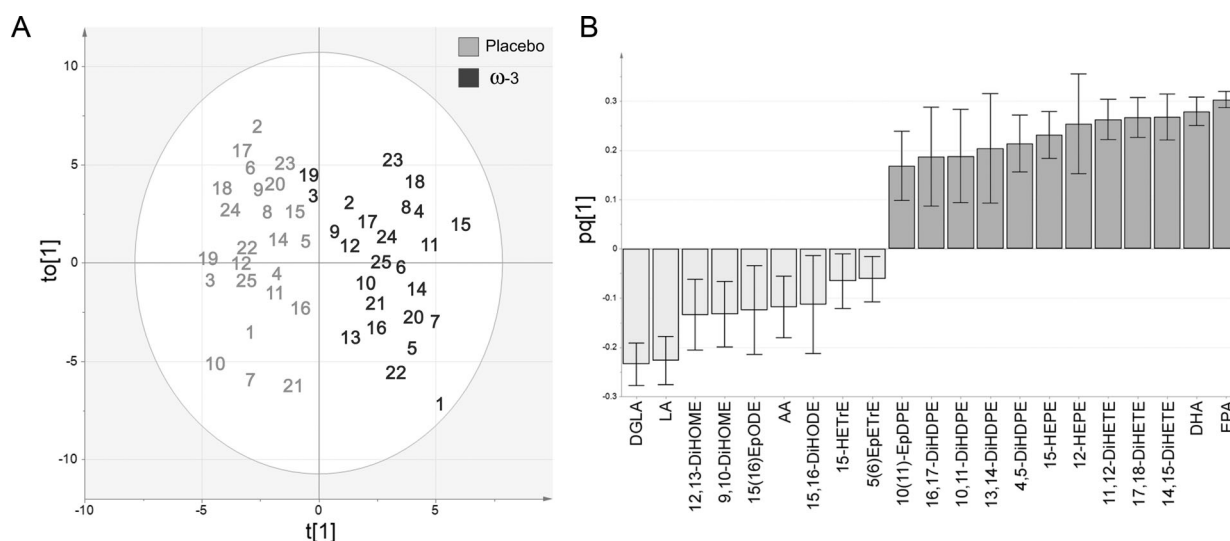 A
Placebo
ω-3
to[1]
10
5
0
-5
-10
2
17
6
23
18
9
20
24
8
15
14
5
22
19
12
3
25
4
11
16
1
10
7
21
19
3
23
18
2
8
4
15
9
17
24
12
11
25
6
10
14
21
20
7
13
16
5
22
1
-10
-5
0
5
t[1]
B
pq[1]
0.3
0.2
0.1
0
-0.1
-0.2
-0.3
DGLA
LA
12,13-DiHOME
9,10-DiHOME
15(16)EpODE
AA
15,16-DiHODE
15-HETrE
5(6)EpETrE
10(11)-EpDPE
16,17-DiHDPE
10,11-DiHDPE
13,14-DiHDPE
4,5-DiHDPE
15-HEPE
12-HEPE
11,12-DiHETE
17,18-DiHETE
14,15-DiHETE
DHA
EPA